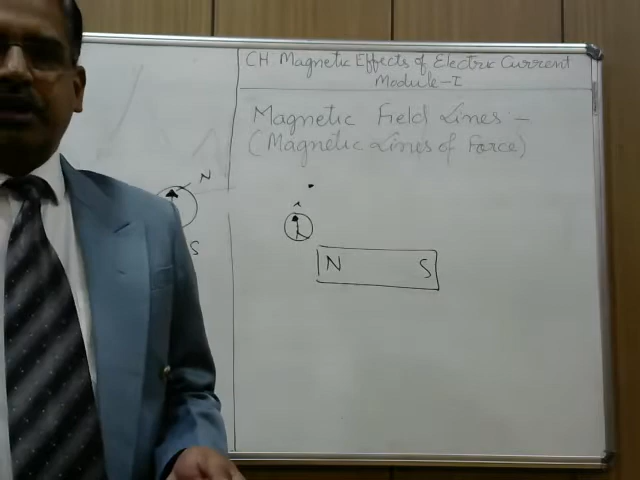 CH Magnetic Effects of Electric Current
Module-I
Magnetic Field Lines :-
(Magnetic Lines of Force)
N
S
N S